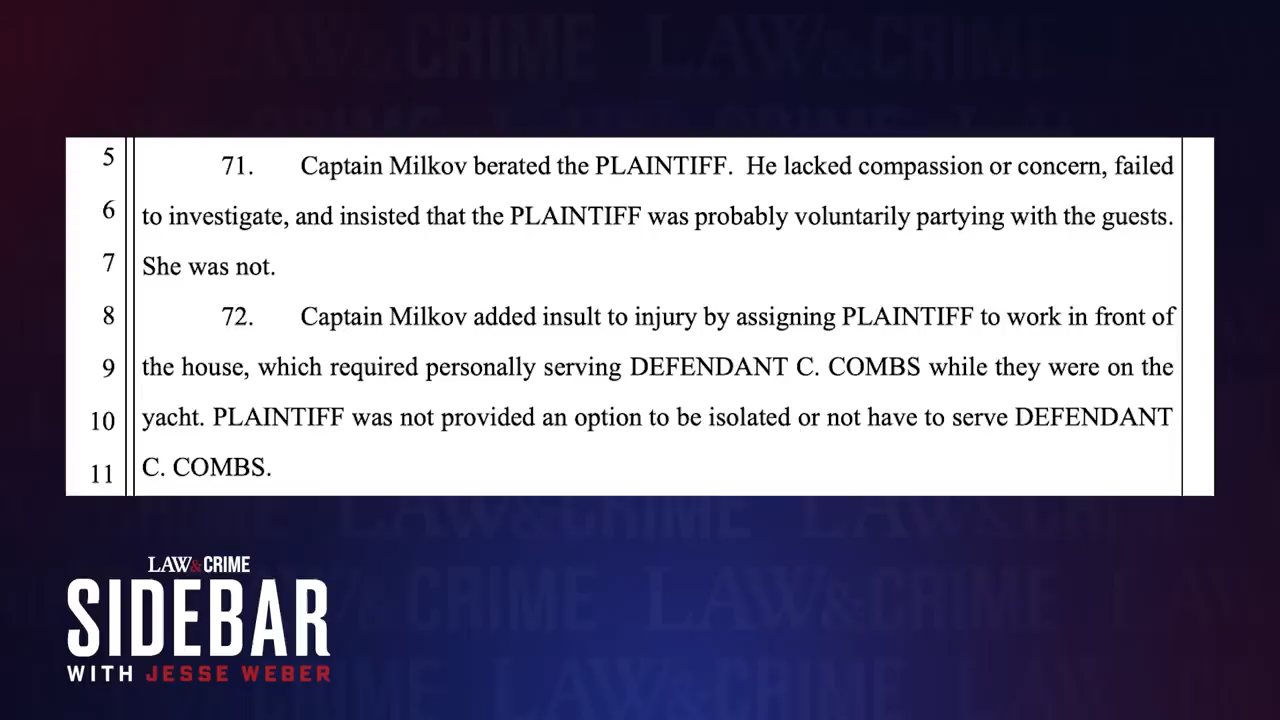 5 71. Captain Milkov berated the PLAINTIFF. He lacked compassion or concern, failed
6 to investigate, and insisted that the PLAINTIFF was probably voluntarily partying with the guests.
7 She was not.
8 72. Captain Milkov added insult to injury by assigning PLAINTIFF to work in front of
9 the house, which required personally serving DEFENDANT C. COMBS while they were on the
10 yacht. PLAINTIFF was not provided an option to be isolated or not have to serve DEFENDANT
11 C. COMBS.
LAW&CRIME
SIDEBAR
WITH JESSE WEBER